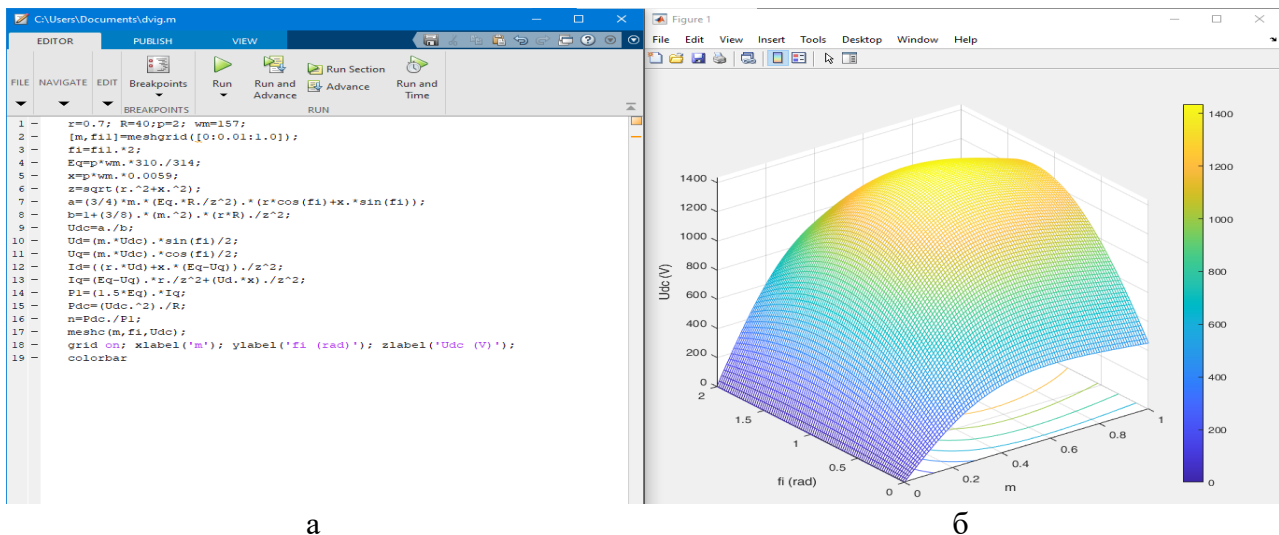 C:\Users\Documents\dvig.m
EDITOR PUBLISH VIEW
FILE NAVIGATE EDIT Breakpoints Run Run and Advance Run Section Advance Run and Time
BREAKPOINTS RUN
1 – r=0.7; R=40;p=2; wm=157;
2 – [m,fi1]=meshgrid([0:0.01:1.0]);
3 – fi=fi1.*2;
4 – Eq=p*wm.*310./314;
5 – x=p*wm.*0.0059;
6 – z=sqrt(r.^2+x.^2);
7 – a=(3/4)*m.*(Eq.*R./z^2).*(r*cos(fi)+x.*sin(fi));
8 – b=1+(3/8).*(m.^2).*(r*R)./z^2;
9 – Udc=a./b;
10 – Ud=(m.*Udc).*sin(fi)/2;
11 – Uq=(m.*Udc).*cos(fi)/2;
12 – Id=((r.*Ud)+x.*(Eq-Uq))./z^2;
13 – Iq=(Eq-Uq).*r./z^2+(Ud.*x)./z^2;
14 – P1=(1.5*Eq).*Iq;
15 – Pdc=(Udc.^2)./R;
16 – n=Pdc./P1;
17 – meshc(m,fi,Udc);
18 – grid on; xlabel('m'); ylabel('fi (rad)'); zlabel('Udc (V)');
19 – colorbar
а
Figure 1
File Edit View Insert Tools Desktop Window Help
1400
1200
1000
800
600
400
200
0
Udc (V)
2
1.5
1
0.5
0
fi (rad)
0
0.2
0.4
0.6
0.8
1
m
1400
1200
1000
800
600
400
200
0
б